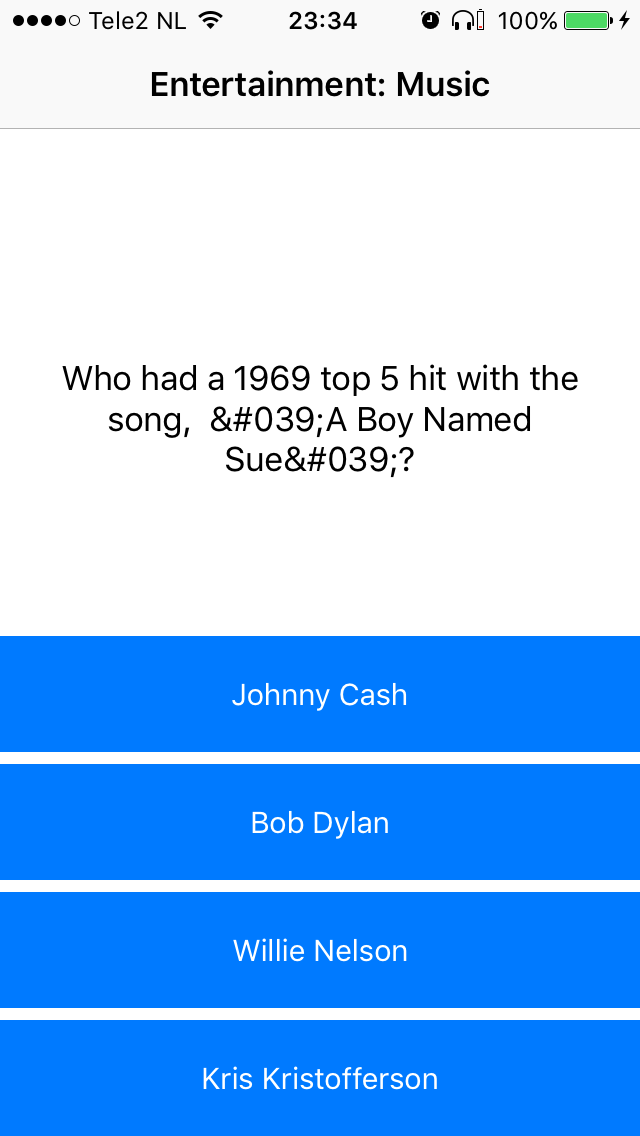 Tele2 NL 23:34 100%
Entertainment: Music
Who had a 1969 top 5 hit with the
song,  &#039;A Boy Named
Sue&#039;?
Johnny Cash
Bob Dylan
Willie Nelson
Kris Kristofferson